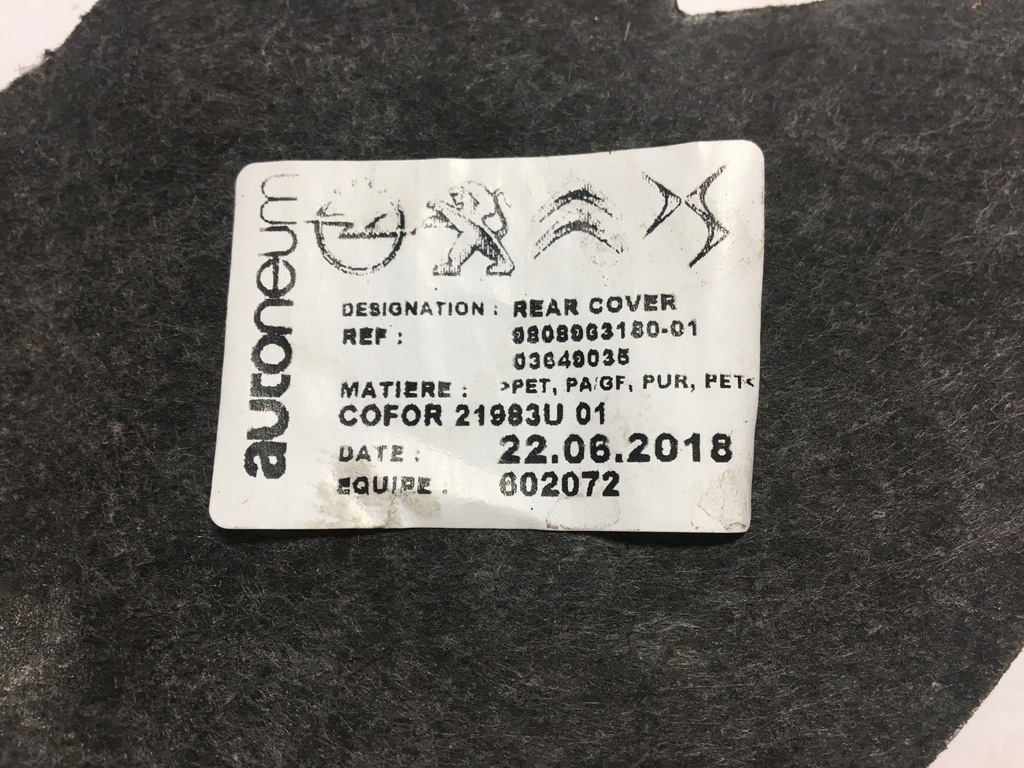 autoneum
DESIGNATION : REAR COVER
REF : 9808963180-01
03649035
MATIERE : >PET, PA/GF, PUR, PET<
COFOR 21983U 01
DATE : 22.06.2018
EQUIPE : 602072